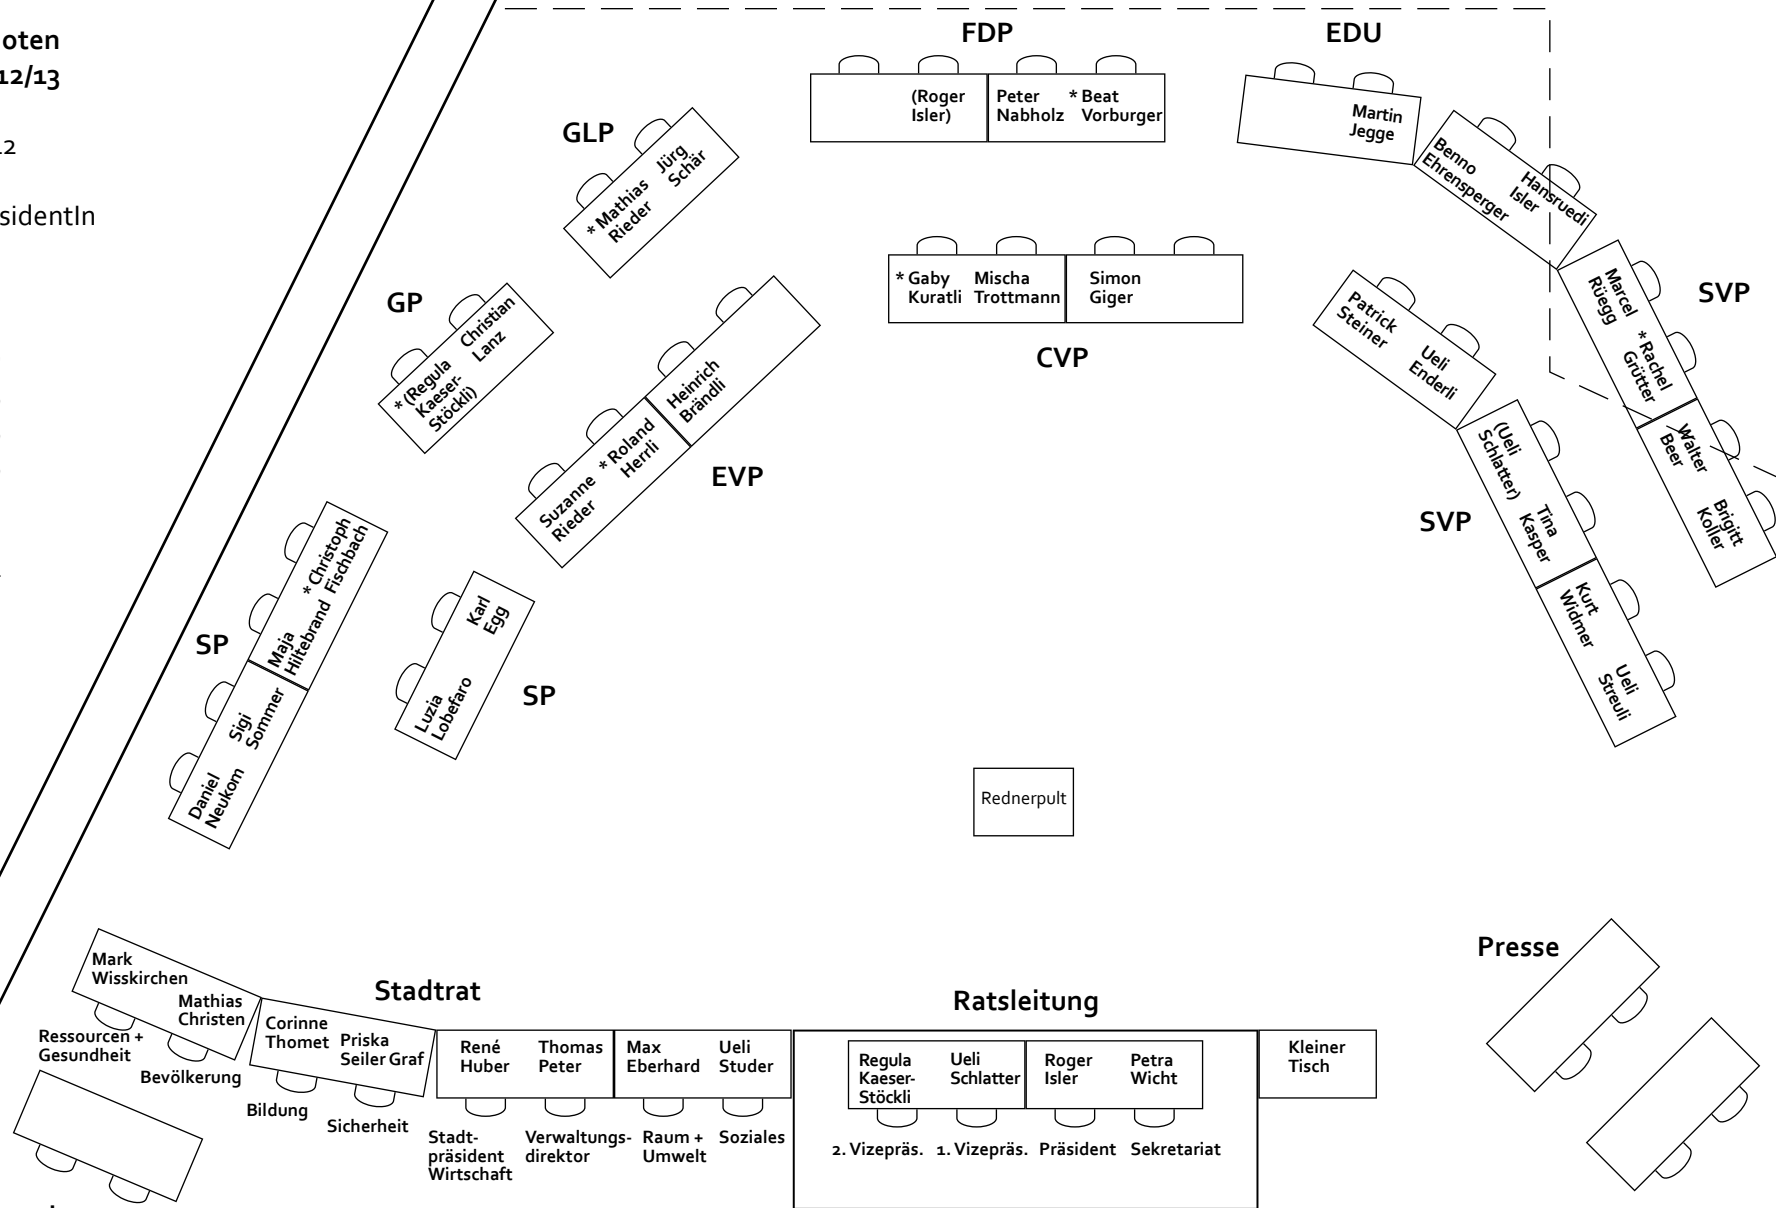 oten
12/13
sidentIn
FDP
EDU
GLP
(Roger
Isler)
Peter
Nabholz
* Beat
Vorburger
Martin
Jegge
Benno
Ehrensperger
Hansruedi
Isler
* Mathias
Rieder
Jürg
Schär
GP
* (Regula
Kaeser-
Stöckli)
Christian
Lanz
* Gaby
Kuratli
Mischa
Trottmann
Simon
Giger
CVP
Patrick
Steiner
Ueli
Enderli
Marcel
Rüegg
* Rachel
Grütter
SVP
Walter
Beer
Brigitt
Koller
Suzanne
Rieder
* Roland
Herrli
Heinrich
Brändli
EVP
(Ueli
Schlatter)
Tina
Kasper
SVP
Kurt
Widmer
Ueli
Streuli
* Christoph
Fischbach
Maja
Hiltebrand
SP
Sigi
Sommer
Daniel
Neukom
Karl
Egg
Luzia
Lobefaro
SP
Rednerpult
Presse
Stadtrat
Ratsleitung
Mark
Wisskirchen
Mathias
Christen
Ressourcen +
Gesundheit
Bevölkerung
Corinne
Thomet
Priska
Seiler Graf
Bildung
Sicherheit
René
Huber
Thomas
Peter
Max
Eberhard
Ueli
Studer
Stadt-
präsident
Wirtschaft
Verwaltungs-
direktor
Raum +
Umwelt
Soziales
Regula
Kaeser-
Stöckli
Ueli
Schlatter
Roger
Isler
Petra
Wicht
2. Vizepräs.
1. Vizepräs.
Präsident
Sekretariat
Kleiner
Tisch